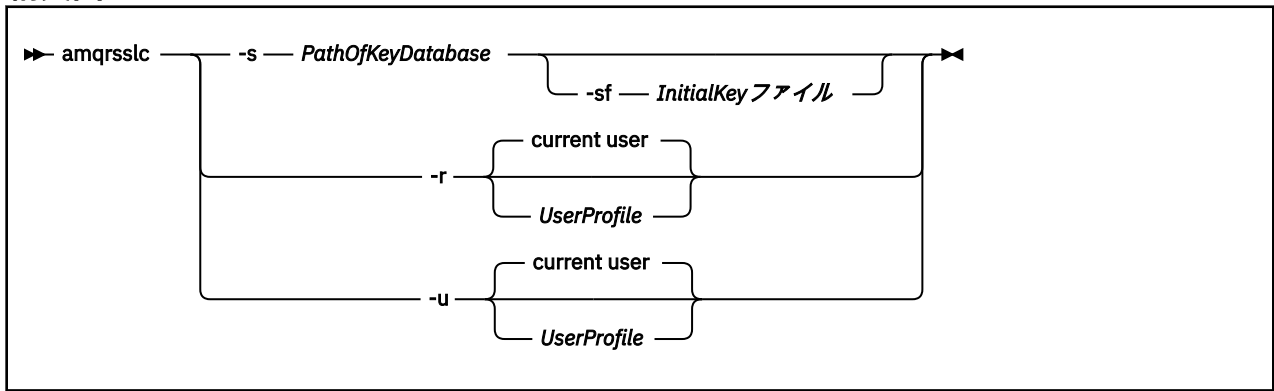 amqrsslc -s PathOfKeyDatabase
-sf InitialKeyファイル
current user
-r
UserProfile
current user
-u
UserProfile